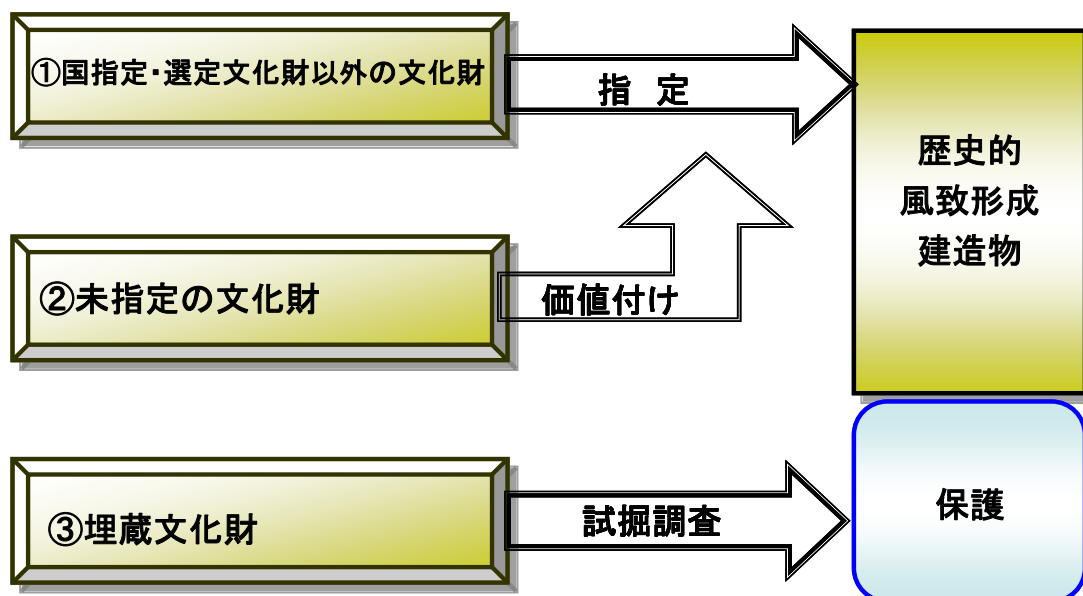 ①国指定・選定文化財以外の文化財
指 定
歴史的
風致形成
建造物
②未指定の文化財
価値付け
③埋蔵文化財
試掘調査
保護